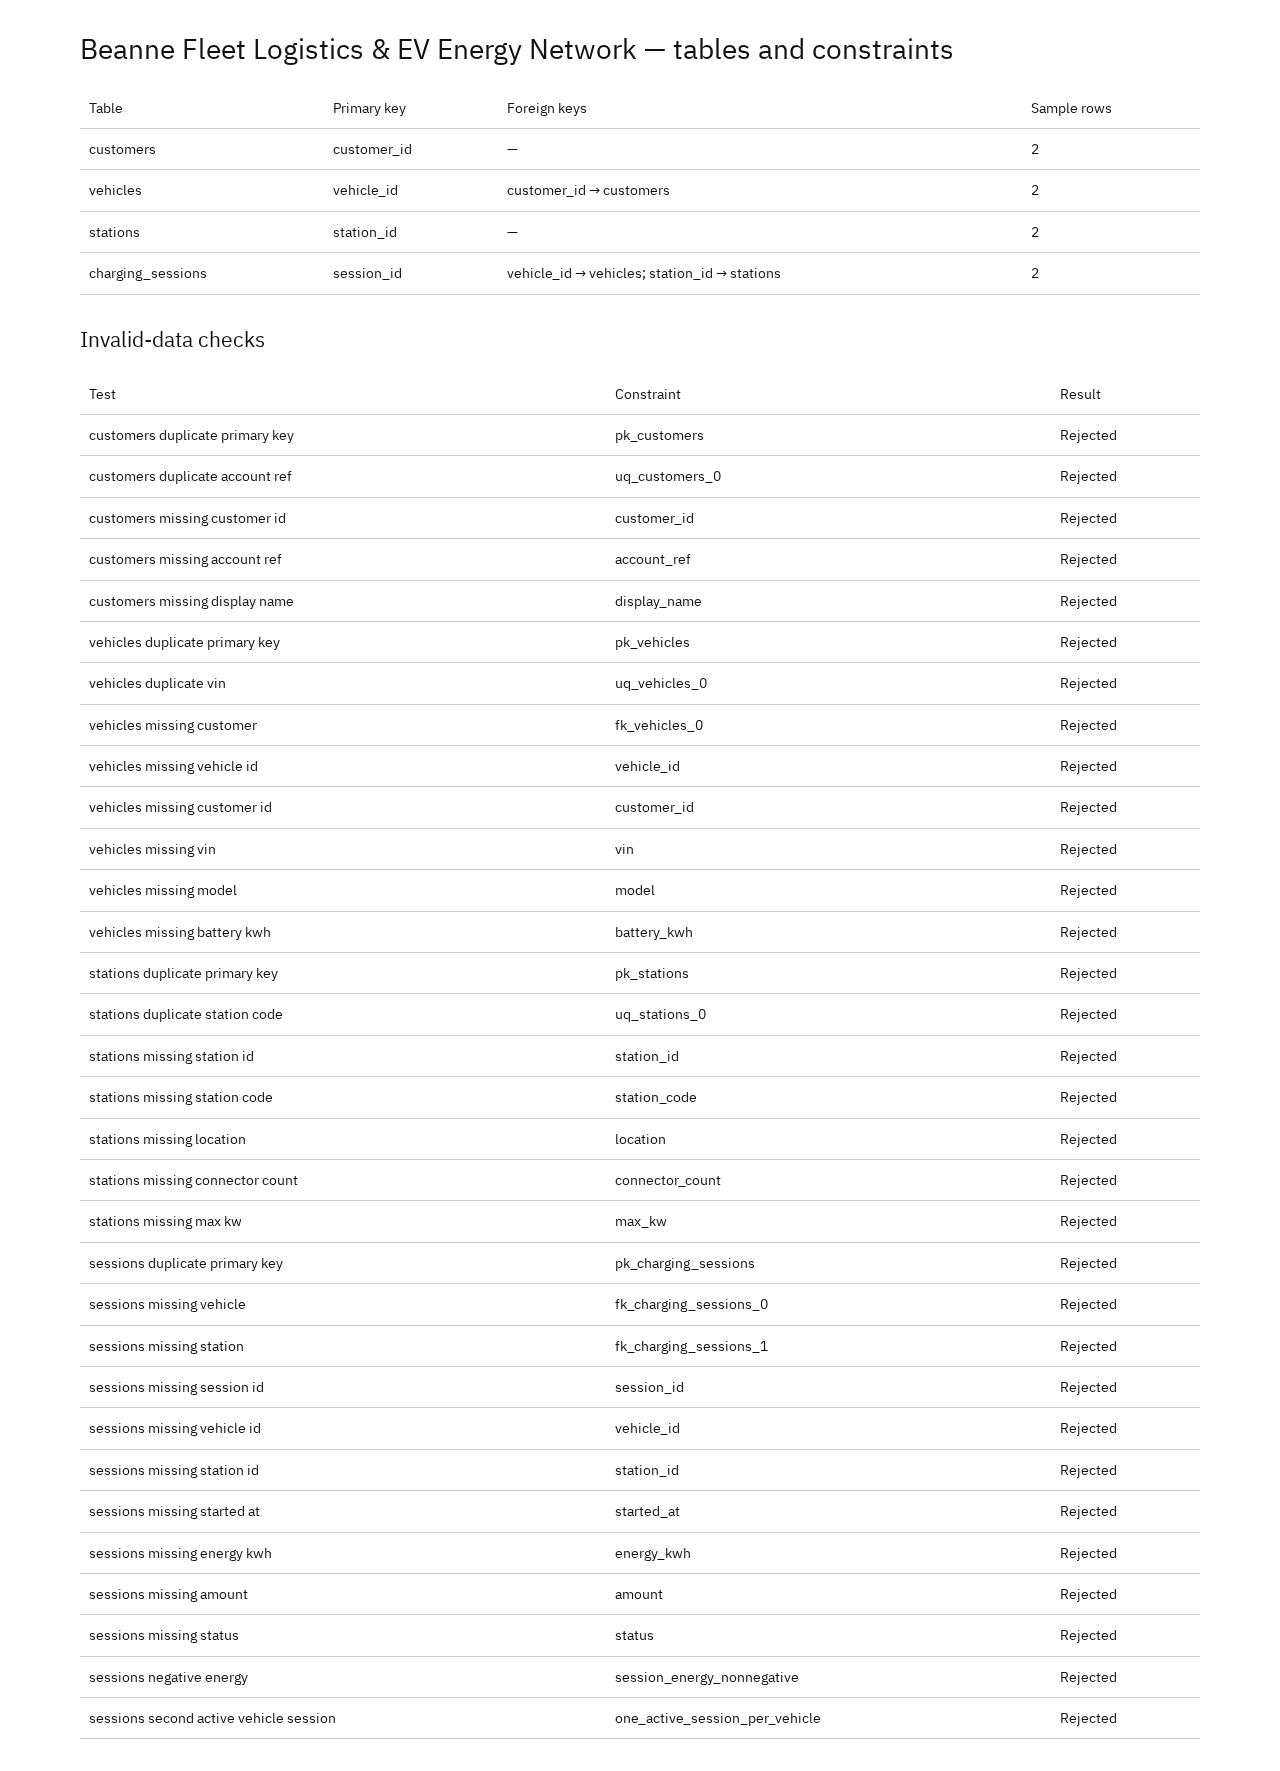 Beanne Fleet Logistics & EV Energy Network — tables and constraints
Table Primary key Foreign keys Sample rows
customers customer_id — 2
vehicles vehicle_id customer_id → customers 2
stations station_id — 2
charging_sessions session_id vehicle_id → vehicles; station_id → stations 2
Invalid-data checks
Test Constraint Result
customers duplicate primary key pk_customers Rejected
customers duplicate account ref uq_customers_0 Rejected
customers missing customer id customer_id Rejected
customers missing account ref account_ref Rejected
customers missing display name display_name Rejected
vehicles duplicate primary key pk_vehicles Rejected
vehicles duplicate vin uq_vehicles_0 Rejected
vehicles missing customer fk_vehicles_0 Rejected
vehicles missing vehicle id vehicle_id Rejected
vehicles missing customer id customer_id Rejected
vehicles missing vin vin Rejected
vehicles missing model model Rejected
vehicles missing battery kwh battery_kwh Rejected
stations duplicate primary key pk_stations Rejected
stations duplicate station code uq_stations_0 Rejected
stations missing station id station_id Rejected
stations missing station code station_code Rejected
stations missing location location Rejected
stations missing connector count connector_count Rejected
stations missing max kw max_kw Rejected
sessions duplicate primary key pk_charging_sessions Rejected
sessions missing vehicle fk_charging_sessions_0 Rejected
sessions missing station fk_charging_sessions_1 Rejected
sessions missing session id session_id Rejected
sessions missing vehicle id vehicle_id Rejected
sessions missing station id station_id Rejected
sessions missing started at started_at Rejected
sessions missing energy kwh energy_kwh Rejected
sessions missing amount amount Rejected
sessions missing status status Rejected
sessions negative energy session_energy_nonnegative Rejected
sessions second active vehicle session one_active_session_per_vehicle Rejected